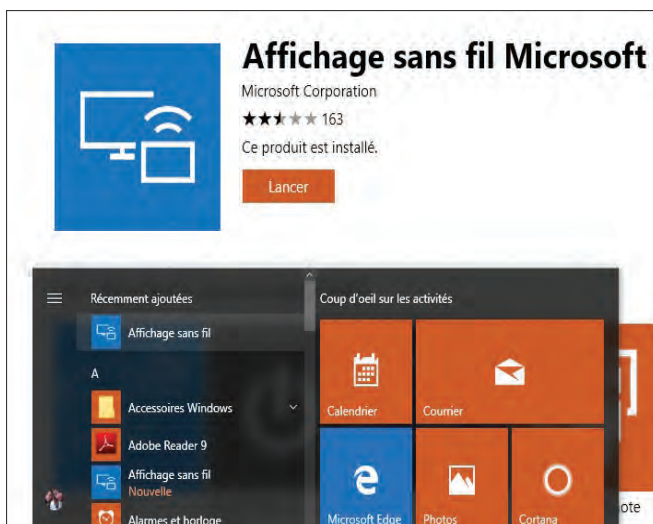 Affichage sans fil Microsoft
Microsoft Corporation
163
Ce produit est installé.
Lancer
Récemment ajoutées
Affichage sans fil
A
Accessoires Windows
Adobe Reader 9
Affichage sans fil
Nouvelle
Alarmes et horloge
Coup d'oeil sur les activités
Calendrier
Courrier
Microsoft Edge
Photos
Cortana
ote